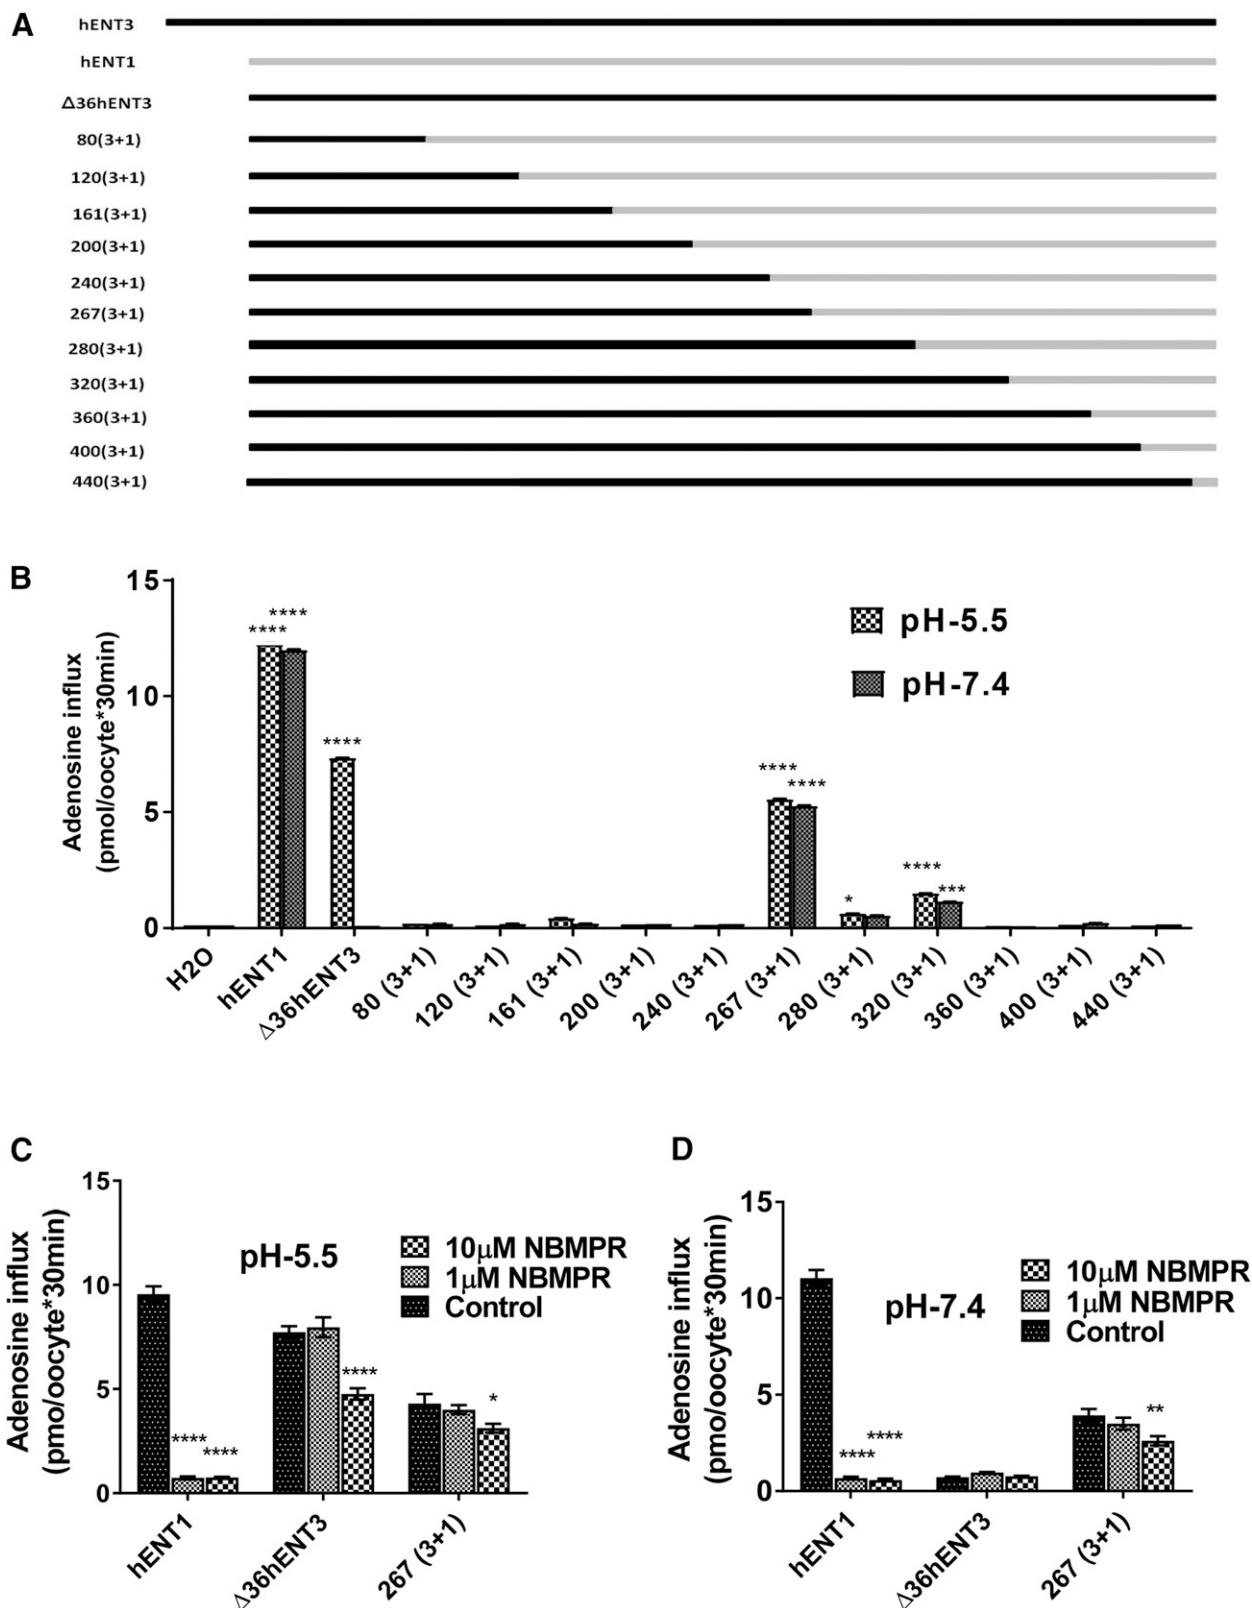 A
hENT3
hENT1
Δ36hENT3
80(3+1)
120(3+1)
161(3+1)
200(3+1)
240(3+1)
267(3+1)
280(3+1)
320(3+1)
360(3+1)
400(3+1)
440(3+1)
B
Adenosine influx
(pmol/oocyte*30min)
15
10
5
0
****
****
****
****
****
*
****
***
pH-5.5
pH-7.4
H2O
hENT1
Δ36hENT3
80 (3+1)
120 (3+1)
161 (3+1)
200 (3+1)
240 (3+1)
267 (3+1)
280 (3+1)
320 (3+1)
360 (3+1)
400 (3+1)
440 (3+1)
C
Adenosine influx
(pmo/oocyte*30min)
15
10
5
0
pH-5.5
10µM NBMPR
1µM NBMPR
Control
****
****
****
*
hENT1
Δ36hENT3
267 (3+1)
D
Adenosine influx
(pmo/oocyte*30min)
15
10
5
0
pH-7.4
10µM NBMPR
1µM NBMPR
Control
****
****
**
hENT1
Δ36hENT3
267 (3+1)